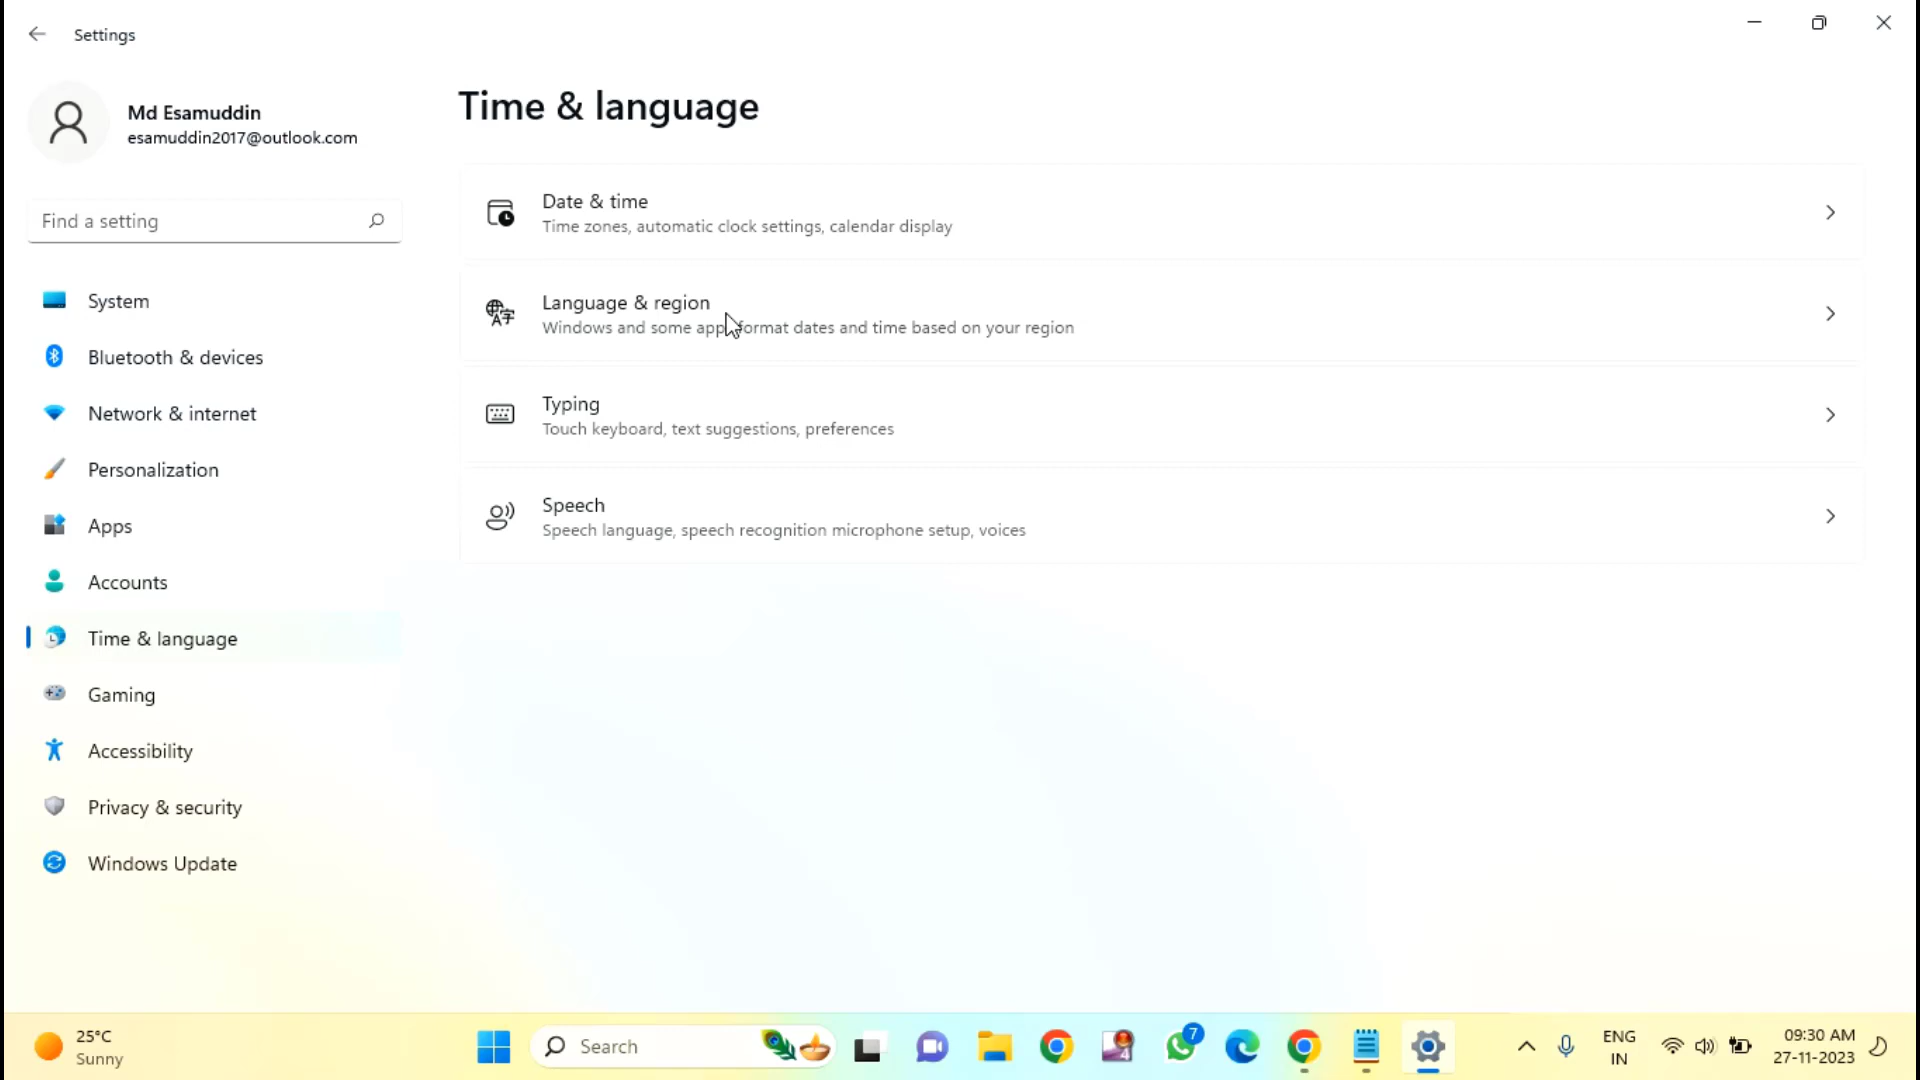 Settings
Md Esamuddin
esamuddin2017@outlook.com
Find a setting
System
Bluetooth & devices
Network & internet
Personalization
Apps
Accounts
Time & language
Gaming
Accessibility
Privacy & security
Windows Update
Time & language
Date & time
Time zones, automatic clock settings, calendar display
Language & region
Windows and some app format dates and time based on your region
Typing
Touch keyboard, text suggestions, preferences
Speech
Speech language, speech recognition microphone setup, voices
25°C
Sunny
Search
4
7
ENG
IN
09:30 AM
27-11-2023